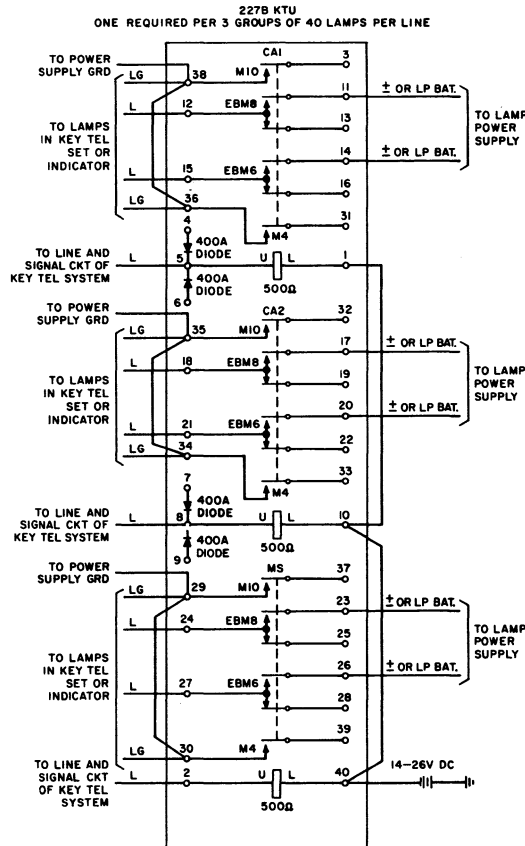 227B KTU
ONE REQUIRED PER 3 GROUPS OF 40 LAMPS PER LINE
TO POWER
SUPPLY GRD
LG
38
M10
CA1
3
L
12
EBM8
11
± OR LP BAT.
13
TO LAMPS
IN KEY TEL
SET OR
INDICATOR
14
± OR LP BAT.
TO LAMP
POWER
SUPPLY
L
15
EBM6
16
LG
36
31
4
M4
400A
DIODE
TO LINE AND
SIGNAL CKT OF
KEY TEL SYSTEM
L
5
U
L
1
400A
DIODE
500Ω
6
TO POWER
SUPPLY GRD
LG
35
M10
CA2
32
L
18
EBM8
17
± OR LP BAT.
19
TO LAMPS
IN KEY TEL
SET OR
INDICATOR
20
± OR LP BAT.
TO LAMP
POWER
SUPPLY
L
21
EBM6
22
LG
34
33
7
M4
400A
DIODE
TO LINE AND
SIGNAL CKT OF
KEY TEL SYSTEM
L
8
U
L
10
400A
DIODE
500Ω
9
TO POWER
SUPPLY GRD
LG
29
M10
MS
37
L
24
EBM8
23
± OR LP BAT.
25
TO LAMPS
IN KEY TEL
SET OR
INDICATOR
26
± OR LP BAT.
TO LAMP
POWER
SUPPLY
L
27
EBM6
28
39
LG
30
M4
TO LINE AND
SIGNAL CKT
OF KEY TEL
SYSTEM
L
2
U
L
40
14-26V DC
500Ω